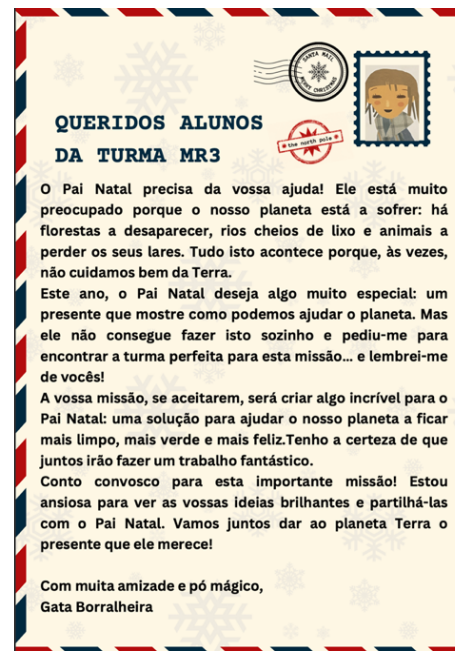 SANTA MAIL
MERRY CHRISTMAS
the north pole
QUERIDOS ALUNOS
DA TURMA MR3
O Pai Natal precisa da vossa ajuda! Ele está muito
preocupado porque o nosso planeta está a sofrer: há
florestas a desaparecer, rios cheios de lixo e animais a
perder os seus lares. Tudo isto acontece porque, às vezes,
não cuidamos bem da Terra.
Este ano, o Pai Natal deseja algo muito especial: um
presente que mostre como podemos ajudar o planeta. Mas
ele não consegue fazer isto sozinho e pediu-me para
encontrar a turma perfeita para esta missão... e lembrei-me
de vocês!
A vossa missão, se aceitarem, será criar algo incrível para o
Pai Natal: uma solução para ajudar o nosso planeta a ficar
mais limpo, mais verde e mais feliz.Tenho a certeza de que
juntos irão fazer um trabalho fantástico.
Conto convosco para esta importante missão! Estou
ansiosa para ver as vossas ideias brilhantes e partilhá-las
com o Pai Natal. Vamos juntos dar ao planeta Terra o
presente que ele merece!
Com muita amizade e pó mágico,
Gata Borralheira